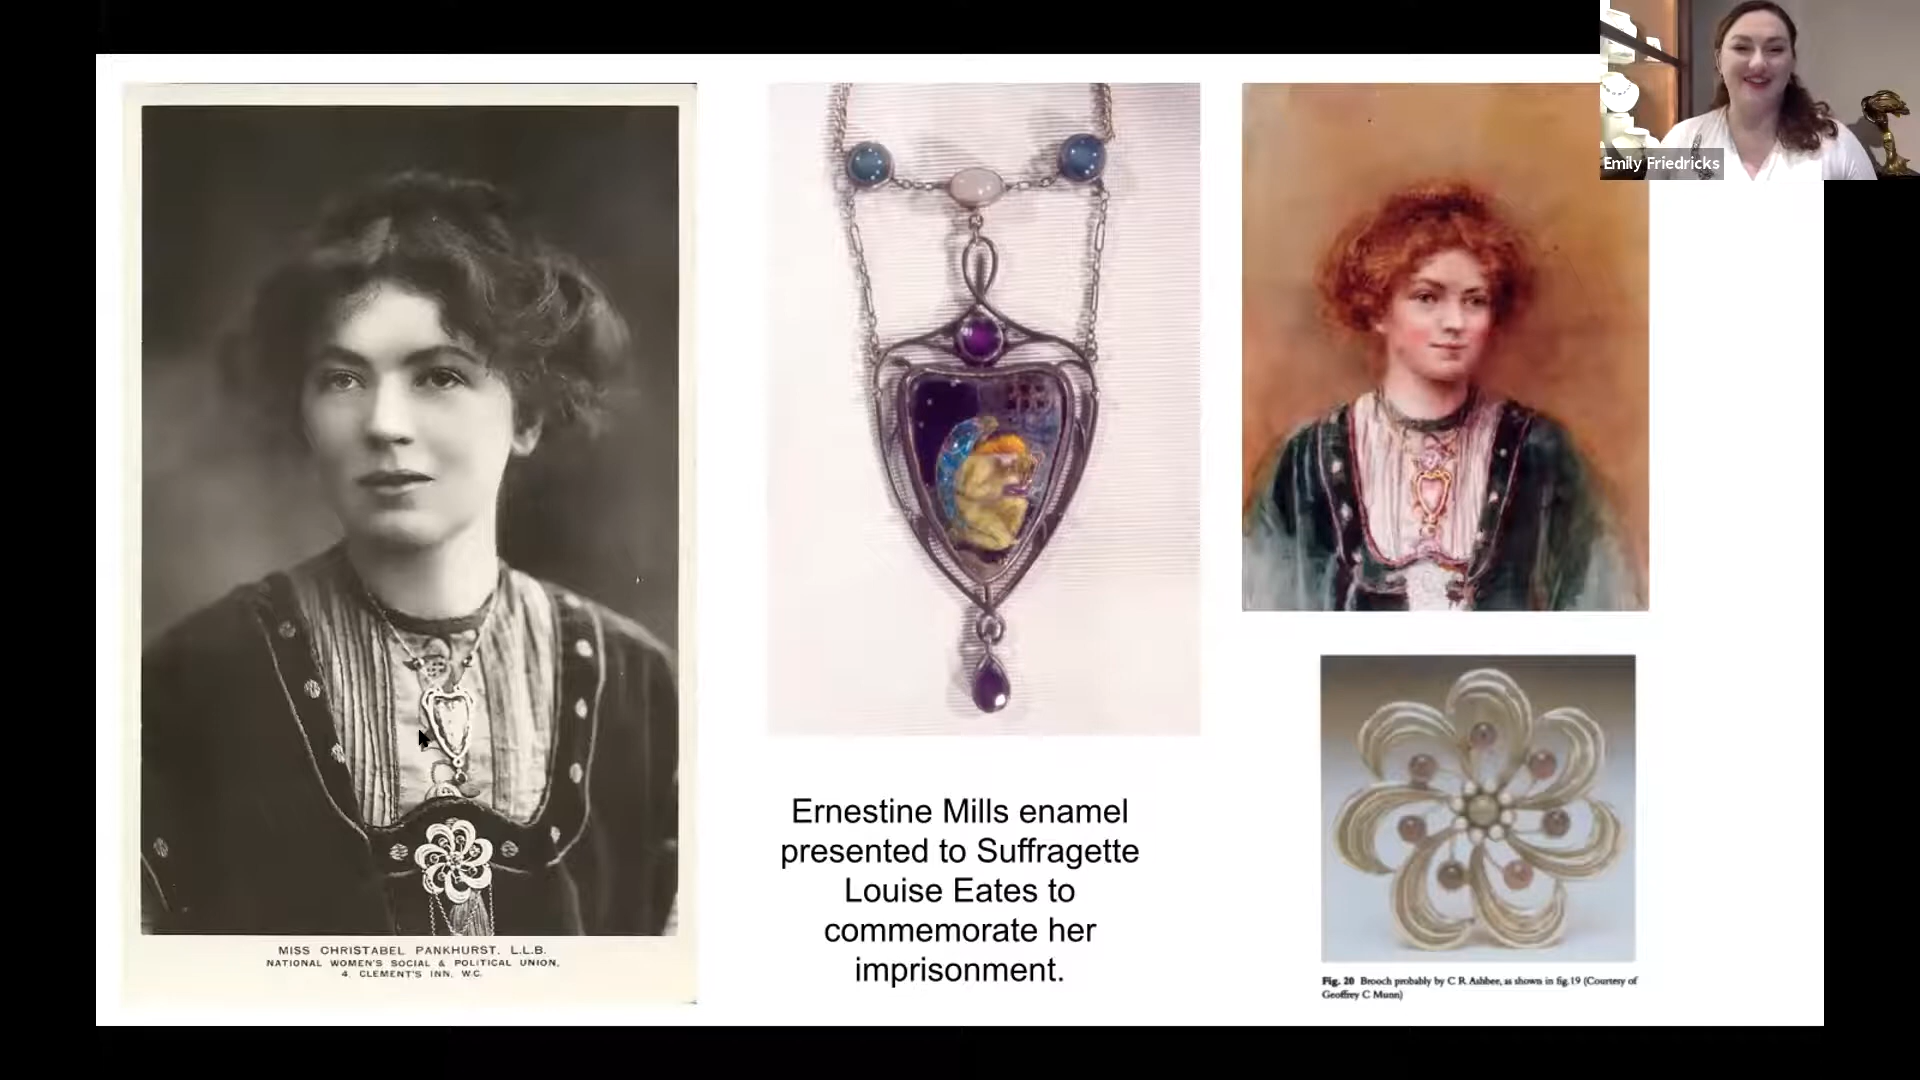 Emily Friedricks
MISS CHRISTABEL PANKHURST. L.L.B.
NATIONAL WOMEN'S SOCIAL & POLITICAL UNION,
4. CLEMENT'S INN, W.C.
Ernestine Mills enamel
presented to Suffragette
Louise Eates to
commemorate her
imprisonment.
Fig. 20 Brooch probably by C R Ashbee, as shown in fig.19 (Courtesy of
Geoffrey C Munn)